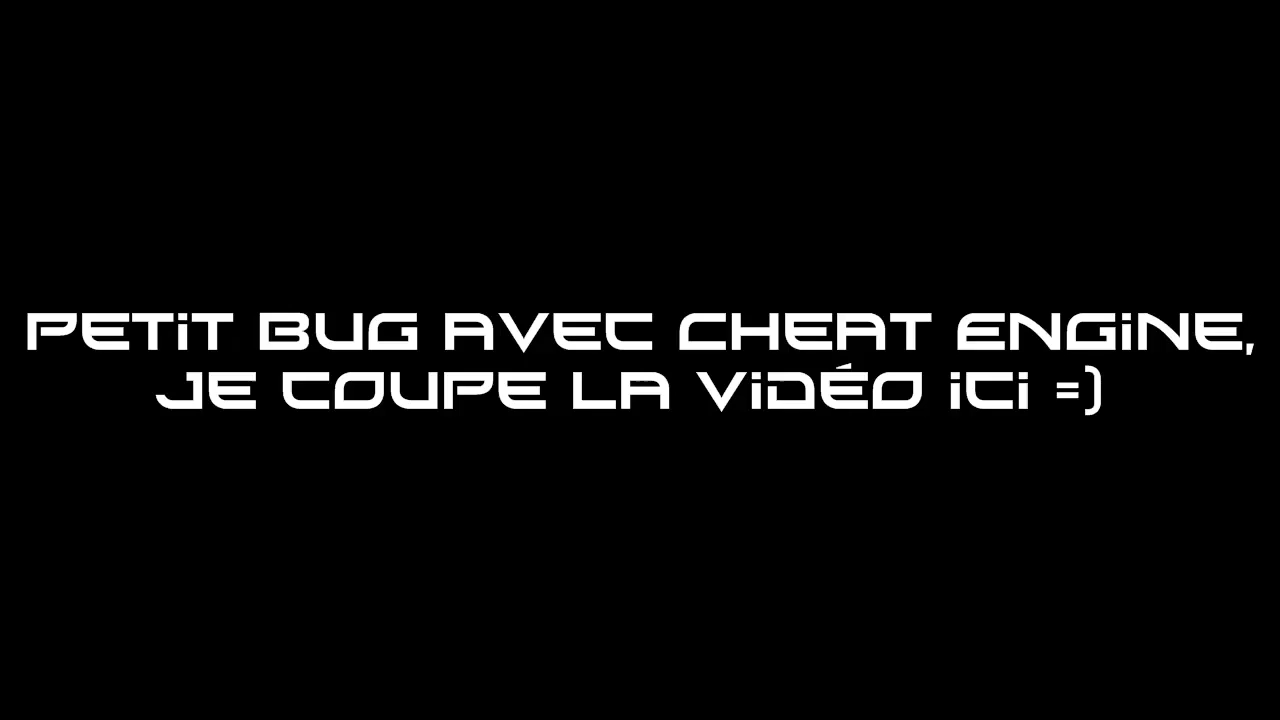 PETiT BUG AVEC CHEAT ENGiNE,
JE COUPE LA ViDÉO iCi =)